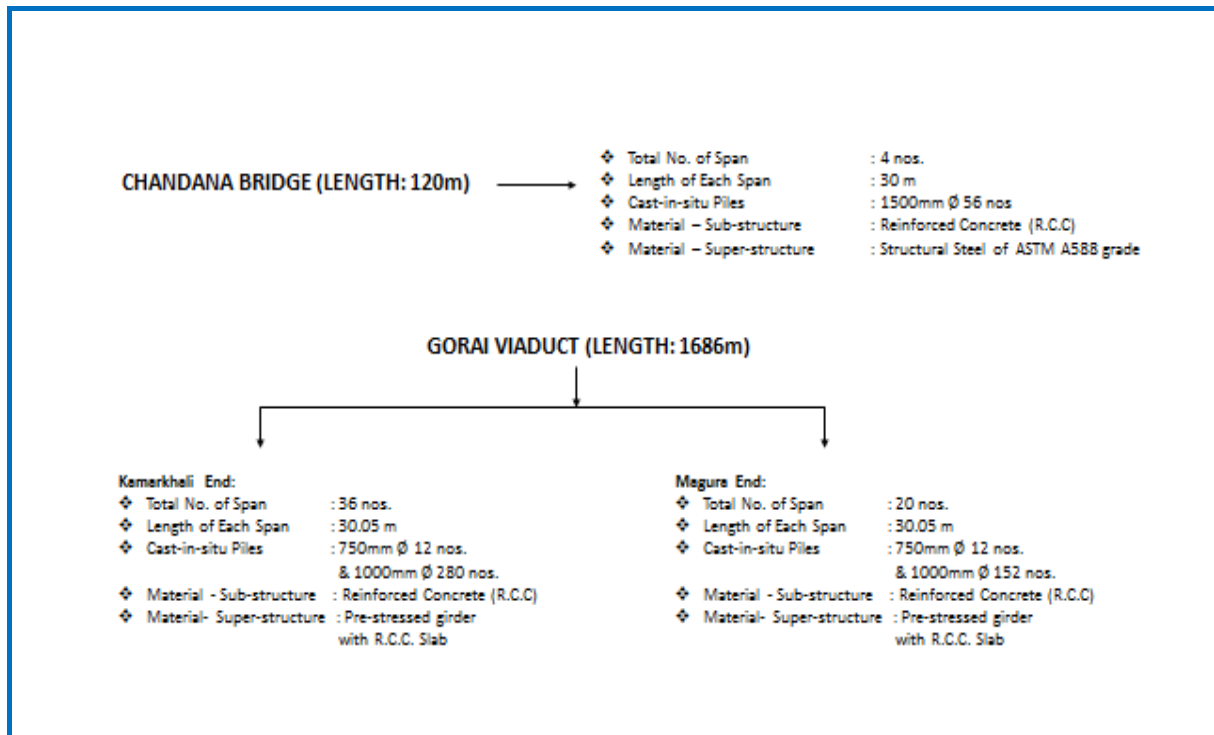 CHANDANA BRIDGE (LENGTH: 120m)
❖ Total No. of Span : 4 nos.
❖ Length of Each Span : 30 m
❖ Cast-in-situ Piles : 1500mm Ø 56 nos
❖ Material – Sub-structure : Reinforced Concrete (R.C.C)
❖ Material – Super-structure : Structural Steel of ASTM A588 grade
GORAI VIADUCT (LENGTH: 1686m)
Kamarkhali End:
❖ Total No. of Span : 36 nos.
❖ Length of Each Span : 30.05 m
❖ Cast-in-situ Piles : 750mm Ø 12 nos.
& 1000mm Ø 280 nos.
❖ Material - Sub-structure : Reinforced Concrete (R.C.C)
❖ Material- Super-structure : Pre-stressed girder
with R.C.C. Slab
Magura End:
❖ Total No. of Span : 20 nos.
❖ Length of Each Span : 30.05 m
❖ Cast-in-situ Piles : 750mm Ø 12 nos.
& 1000mm Ø 152 nos.
❖ Material - Sub-structure : Reinforced Concrete (R.C.C)
❖ Material- Super-structure : Pre-stressed girder
with R.C.C. Slab